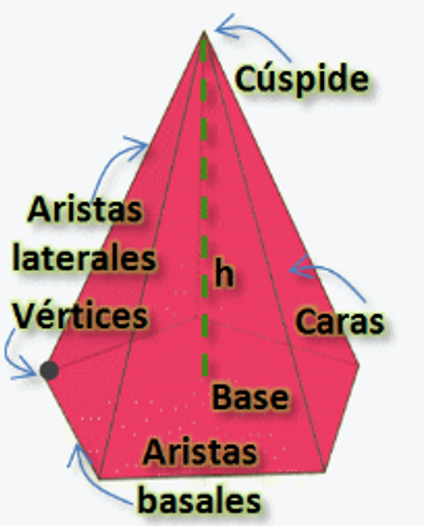 Cúspide
Aristas
laterales
h
Vértices
Caras
Base
Aristas
basales